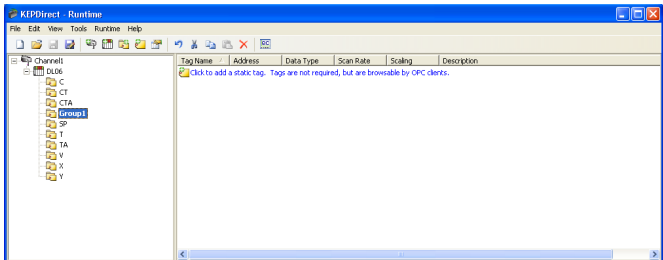 KEPDirect - Runtime
File Edit View Tools Runtime Help
Tag Name Address Data Type Scan Rate Scaling Description
Click to add a static tag. Tags are not required, but are browsable by OPC clients.
Channel1
DL06
C
CT
CTA
Group1
SP
T
TA
V
X
Y